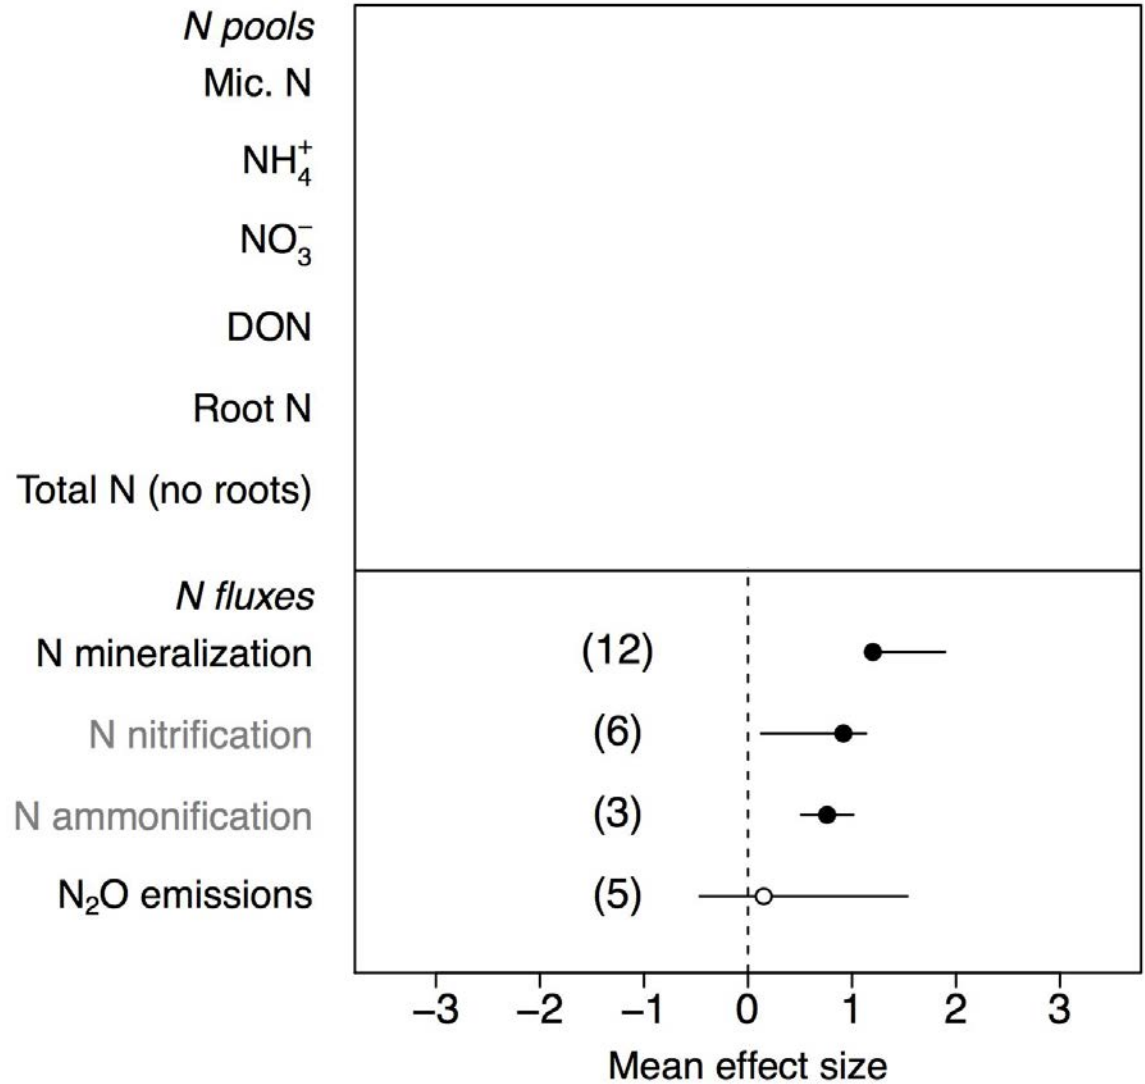 N pools
Mic. N
NH₄⁺
NO₃⁻
DON
Root N
Total N (no roots)
N fluxes
N mineralization (12)
N nitrification (6)
N ammonification (3)
N₂O emissions (5)
−3 −2 −1 0 1 2 3
Mean effect size